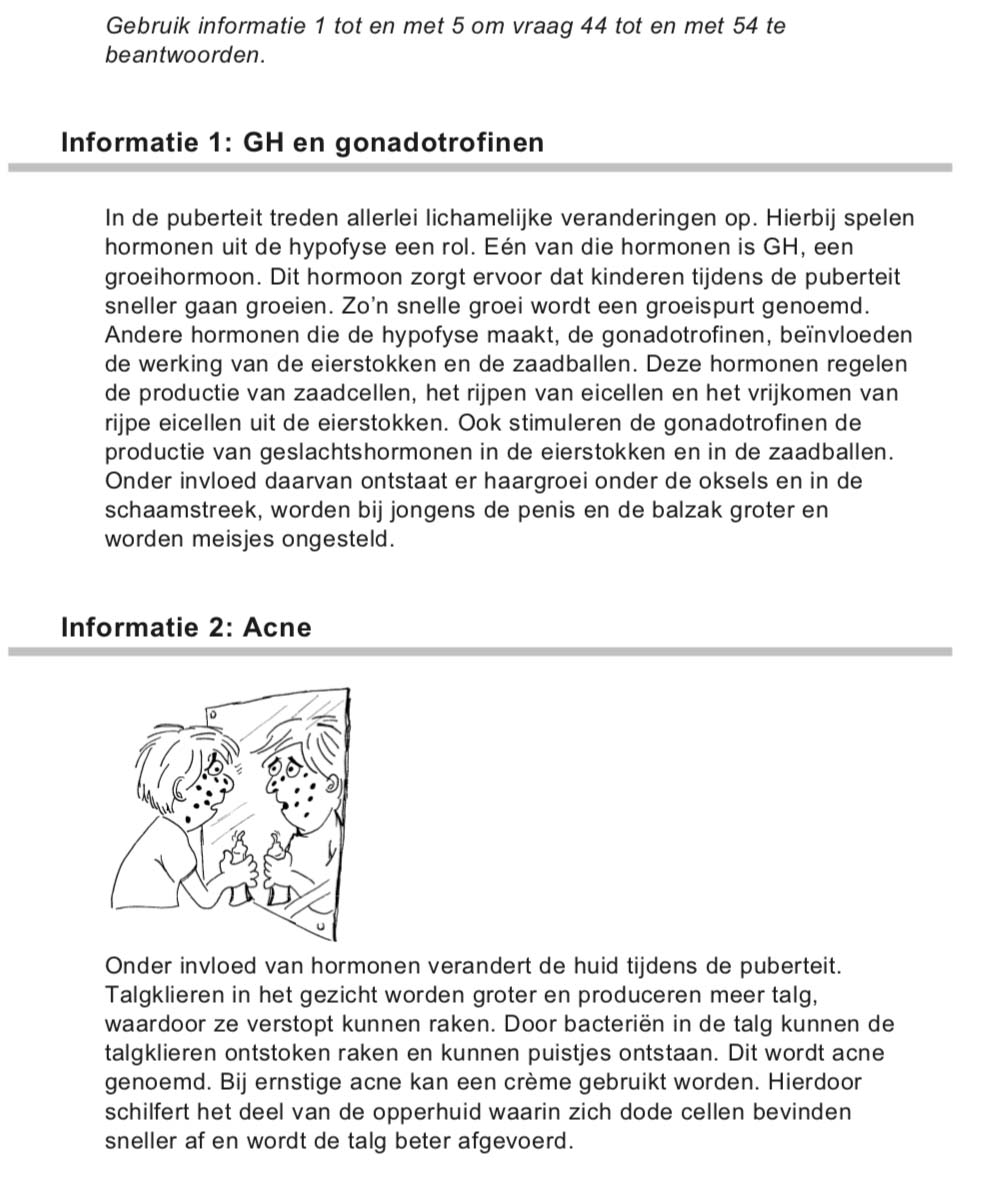 Gebruik informatie 1 tot en met 5 om vraag 44 tot en met 54 te
beantwoorden.
Informatie 1: GH en gonadotrofinen
In de puberteit treden allerlei lichamelijke veranderingen op. Hierbij spelen
hormonen uit de hypofyse een rol. Eén van die hormonen is GH, een
groeihormoon. Dit hormoon zorgt ervoor dat kinderen tijdens de puberteit
sneller gaan groeien. Zo’n snelle groei wordt een groeispurt genoemd.
Andere hormonen die de hypofyse maakt, de gonadotrofinen, beïnvloeden
de werking van de eierstokken en de zaadballen. Deze hormonen regelen
de productie van zaadcellen, het rijpen van eicellen en het vrijkomen van
rijpe eicellen uit de eierstokken. Ook stimuleren de gonadotrofinen de
productie van geslachtshormonen in de eierstokken en in de zaadballen.
Onder invloed daarvan ontstaat er haargroei onder de oksels en in de
schaamstreek, worden bij jongens de penis en de balzak groter en
worden meisjes ongesteld.
Informatie 2: Acne
Onder invloed van hormonen verandert de huid tijdens de puberteit.
Talgklieren in het gezicht worden groter en produceren meer talg,
waardoor ze verstopt kunnen raken. Door bacteriën in de talg kunnen de
talgklieren ontstoken raken en kunnen puistjes ontstaan. Dit wordt acne
genoemd. Bij ernstige acne kan een crème gebruikt worden. Hierdoor
schilfert het deel van de opperhuid waarin zich dode cellen bevinden
sneller af en wordt de talg beter afgevoerd.